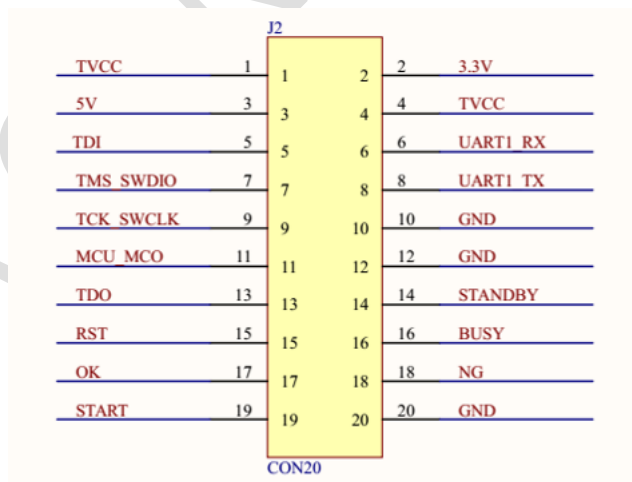 J2
TVCC 1 1 2 2 3.3V
5V 3 3 4 4 TVCC
TDI 5 5 6 6 UART1_RX
TMS_SWDIO 7 7 8 8 UART1_TX
TCK_SWCLK 9 9 10 10 GND
MCU_MCO 11 11 12 12 GND
TDO 13 13 14 14 STANDBY
RST 15 15 16 16 BUSY
OK 17 17 18 18 NG
START 19 19 20 20 GND
CON20